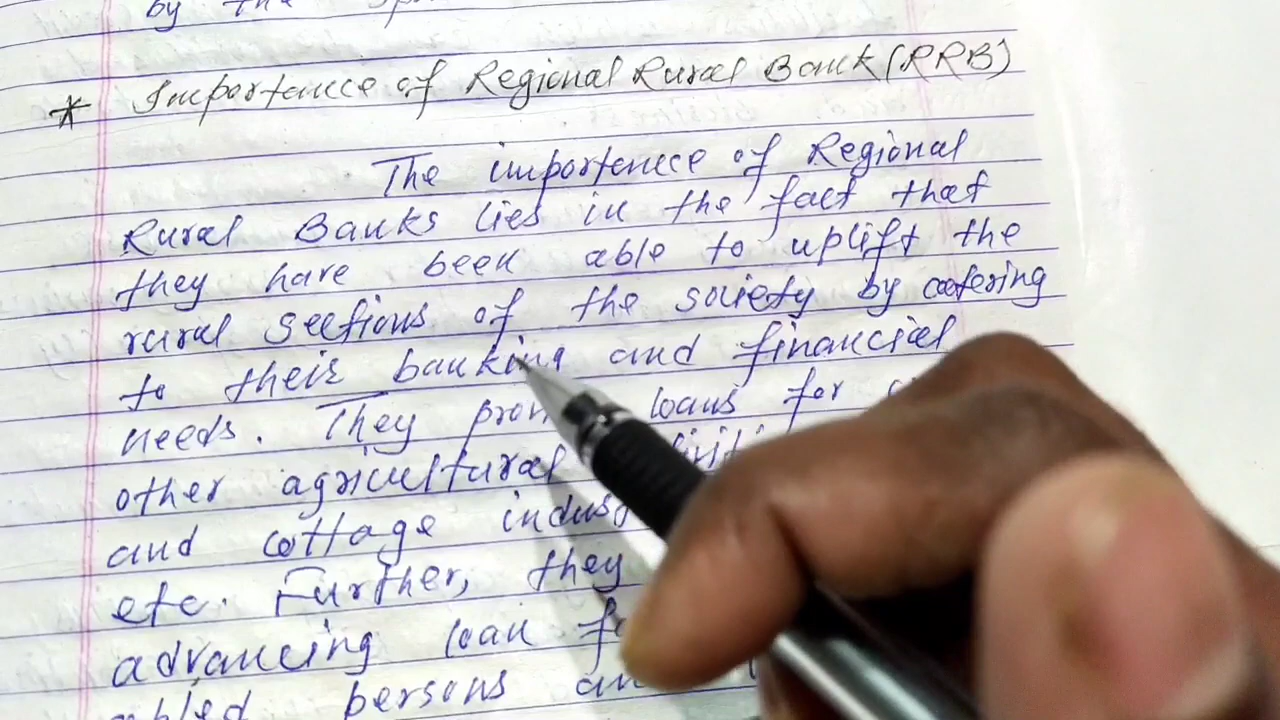 by the
* Importance of Regional Rural Bank (RRB)
The importence of Regional
Rural Banks lies in the fact that
they have been able to uplift the
rural sections of the society by catering
to their banking and financial
needs. They loans for
other agricultural
and cottage
etc. Further, they
advancing loan
persons